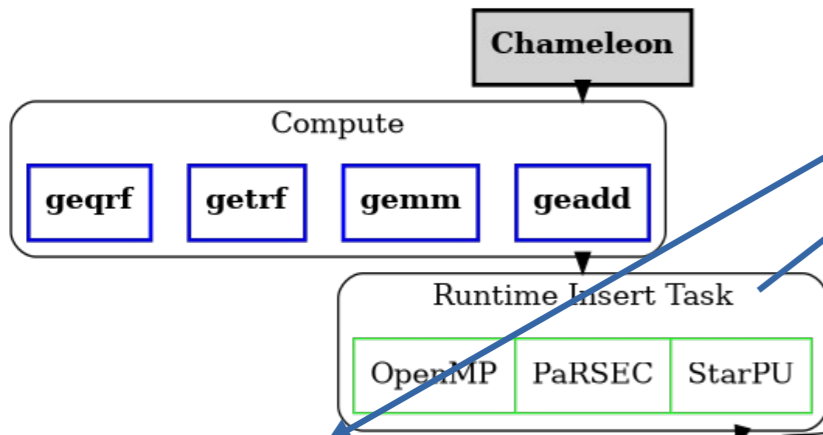 Chameleon
Compute
geqrf getrf gemm geadd
Runtime Insert Task
OpenMP PaRSEC StarPU